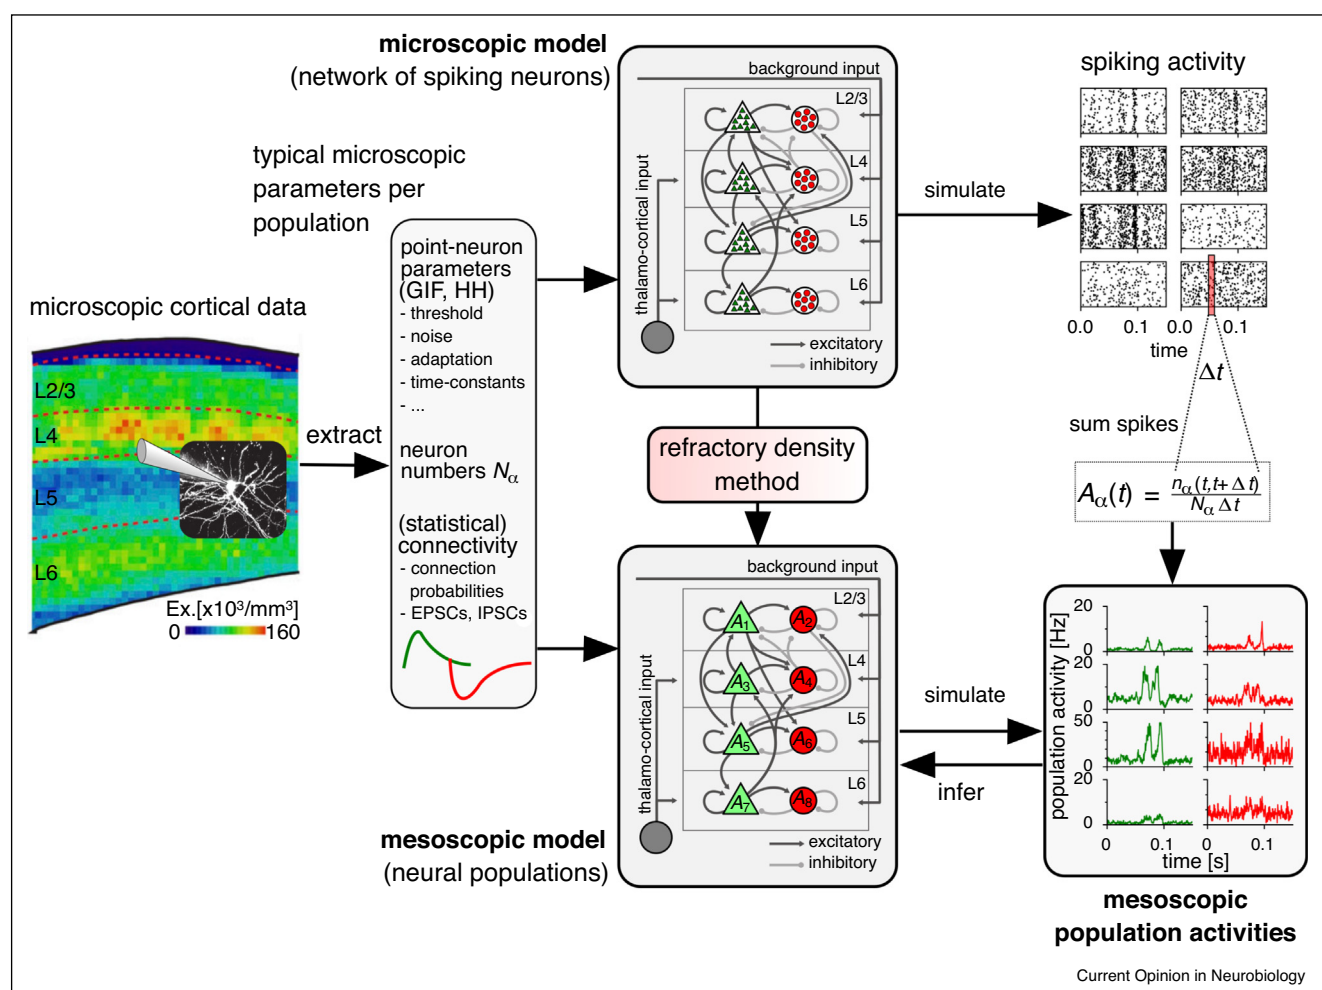 microscopic model
(network of spiking neurons)
typical microscopic
parameters per
population
microscopic cortical data
L2/3
L4
L5
L6
Ex.[x10³/mm³]
0 160
extract
point-neuron
parameters
(GIF, HH)
- threshold
- noise
- adaptation
- time-constants
- ...
neuron
numbers Nα
(statistical)
connectivity
- connection
probabilities
- EPSCs, IPSCs
background input
L2/3
L4
L5
L6
thalamo-cortical input
excitatory
inhibitory
simulate
spiking activity
0.0 0.1 0.0 0.1
time
Δt
sum spikes
Aα(t) = nα(t,t+Δt) / Nα Δt
refractory density
method
background input
L2/3
A1 A2
L4
A3 A4
L5
A5 A6
L6
A7 A8
thalamo-cortical input
excitatory
inhibitory
mesoscopic model
(neural populations)
simulate
infer
population activity [Hz]
20
0
20
0
50
0
20
0
0 0.1 0 0.1
time [s]
mesoscopic
population activities
Current Opinion in Neurobiology